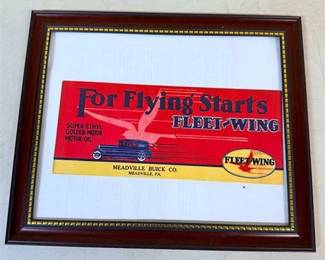 For Flying Starts
FLEET-WING
SUPER-ETHYL
GOLDEN MOTOR
MOTOR OIL
FLEET-WING
MEADVILLE BUICK CO.
MEADVILLE, PA.